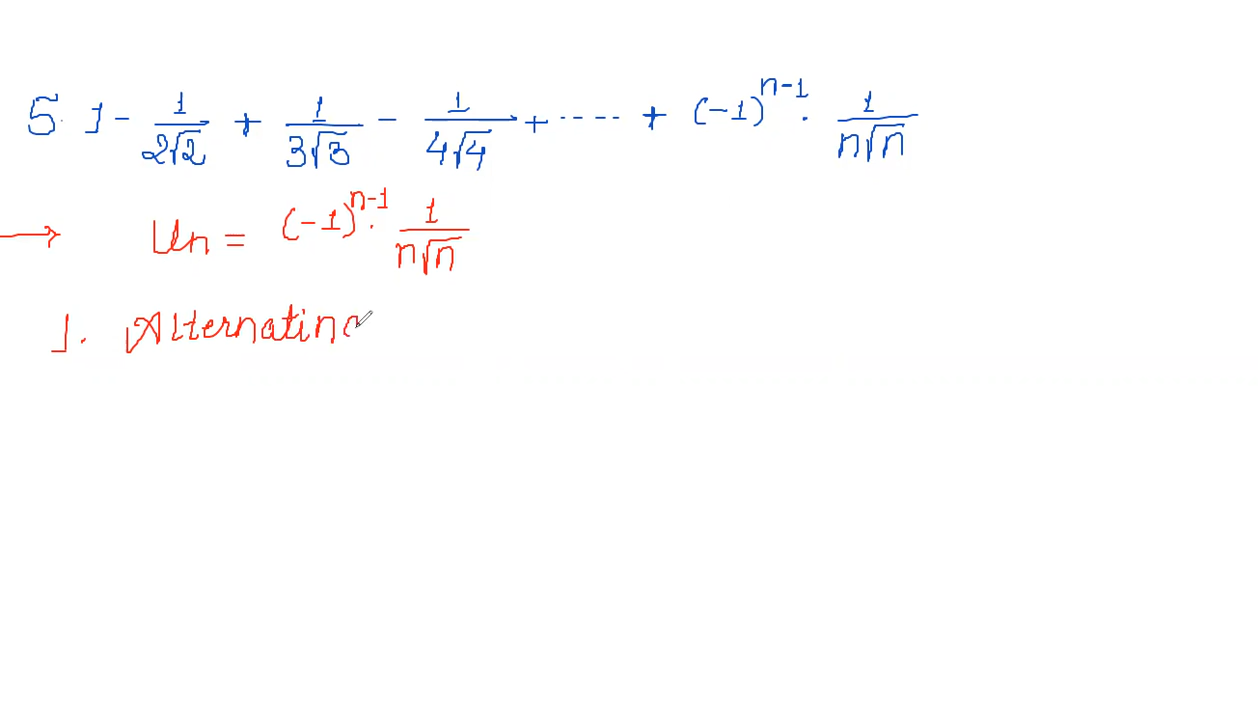 5. 1 - 1/(2√2) + 1/(3√3) - 1/(4√4) + ----- + (-1)^(n-1) . 1/(n√n)
→ Un = (-1)^(n-1) . 1/(n√n)
1. Alternating